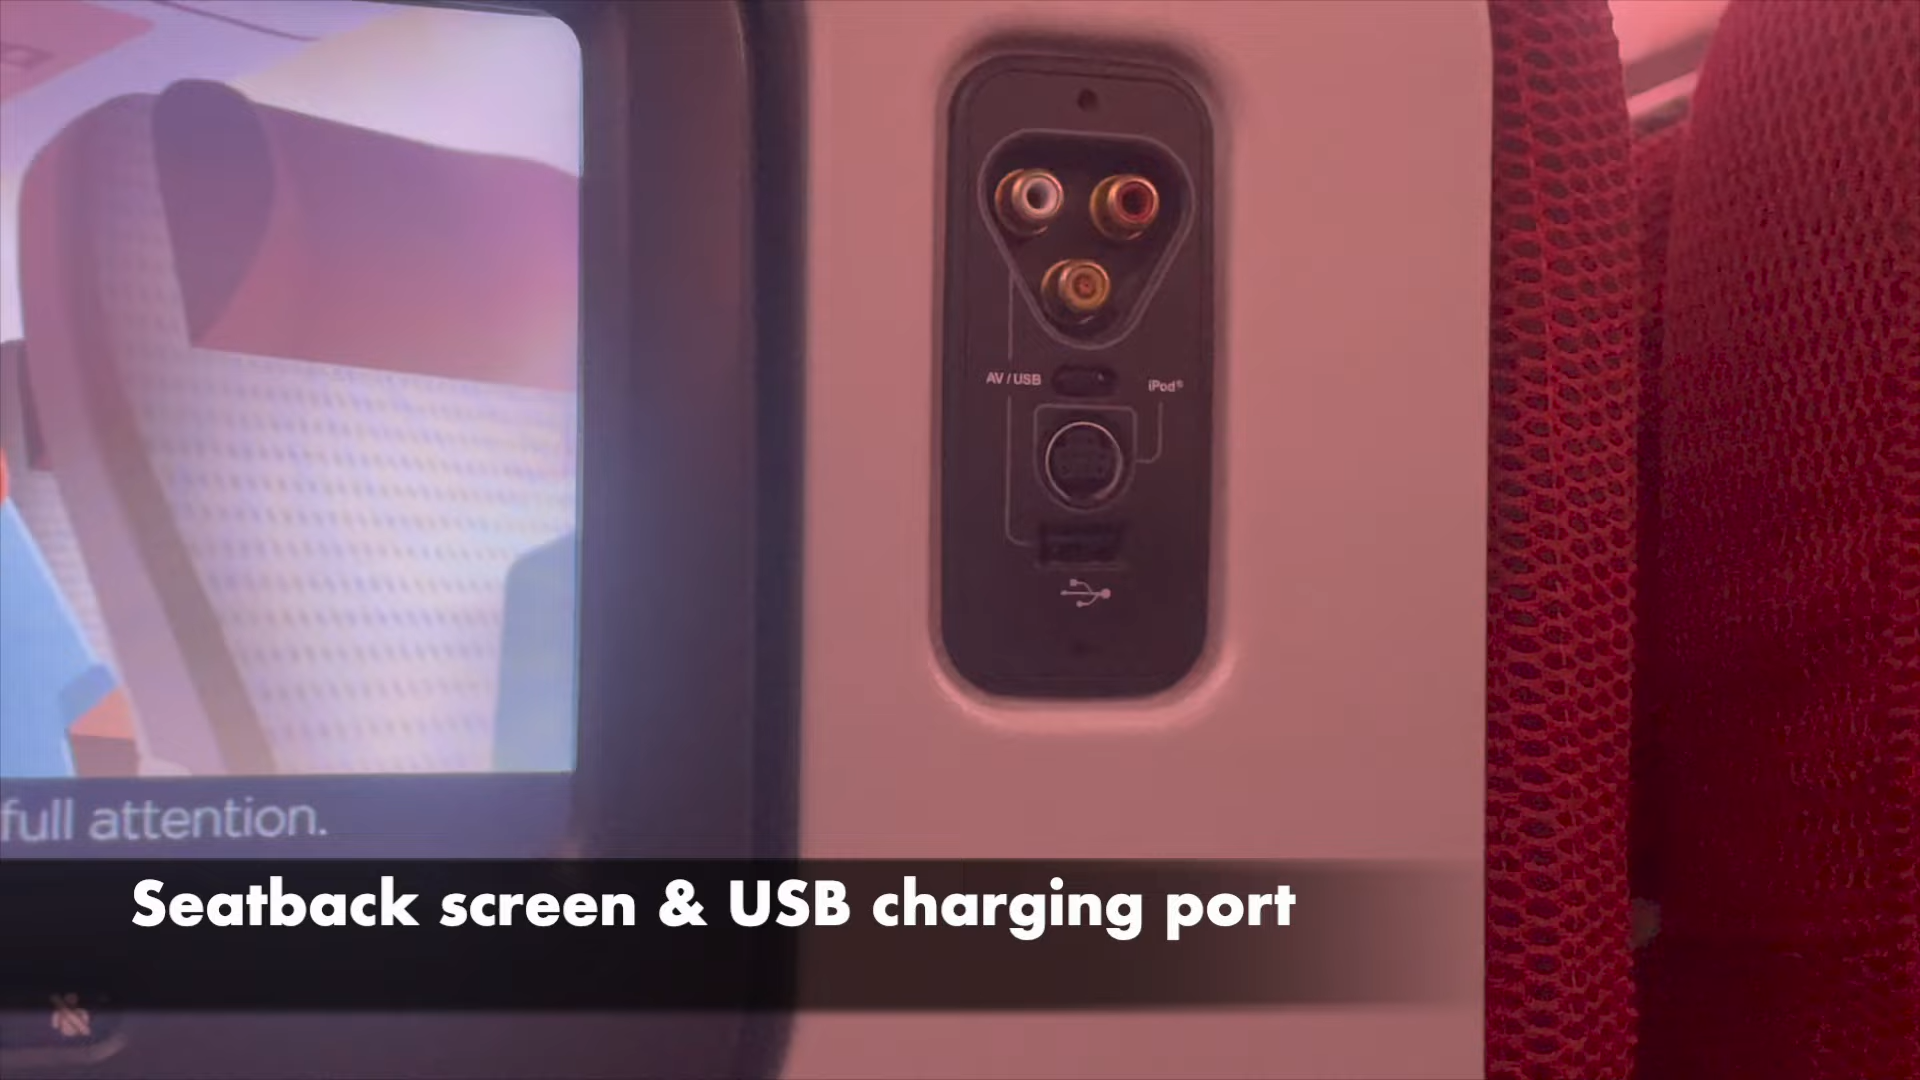 AV / USB
iPod®
full attention.
Seatback screen & USB charging port